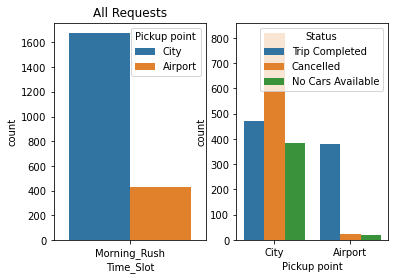 All Requests
count
1600
1400
1200
1000
800
600
400
200
0
Pickup point
City
Airport
Morning_Rush
Time_Slot
count
800
700
600
500
400
300
200
100
0
Status
Trip Completed
Cancelled
No Cars Available
City Airport
Pickup point